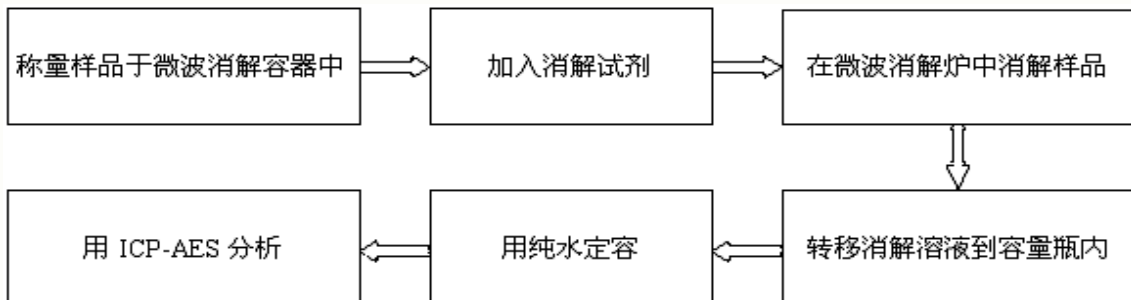 称量样品于微波消解容器中
加入消解试剂
在微波消解炉中消解样品
转移消解溶液到容量瓶内
用纯水定容
用 ICP-AES 分析